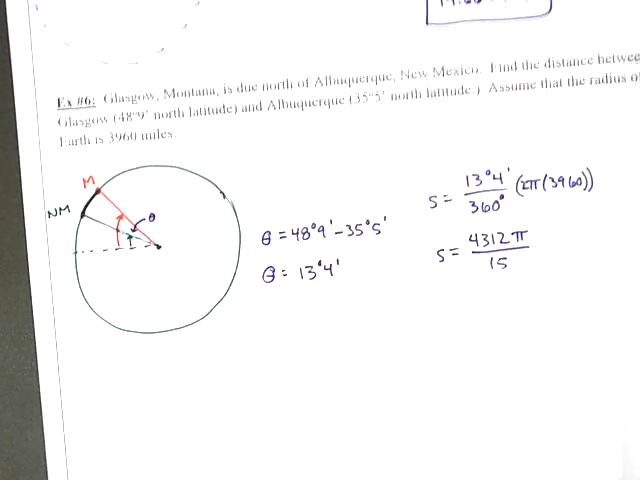 Ex #6: Glasgow, Montana, is due north of Albuquerque, New Mexico. Find the distance betwee
Glasgow (48°9' north latitude) and Albuquerque (35°5' north latitude.) Assume that the radius of
Earth is 3960 miles.
M
NM
θ
θ = 48°9' - 35°5'
θ = 13°4'
s = 13°4' / 360° (2π(3960))
s = 4312π / 15